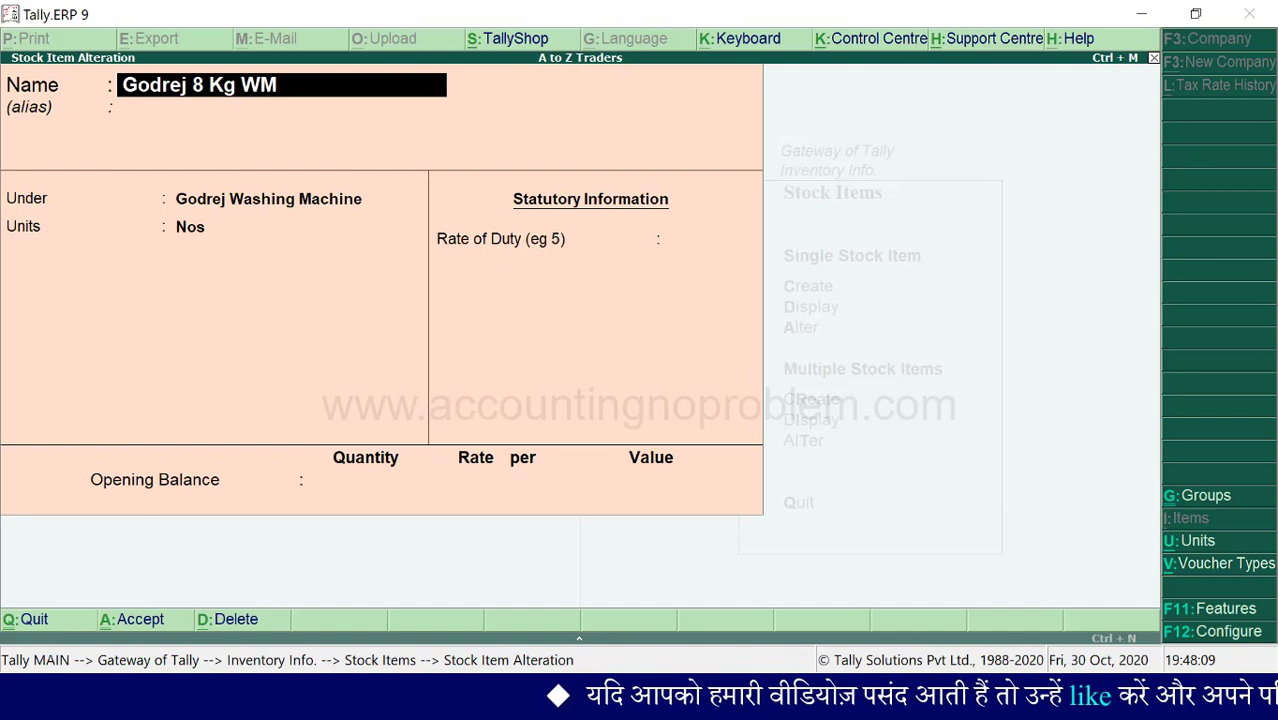 Tally.ERP 9
P: Print E: Export M: E-Mail O: Upload S: TallyShop G: Language K: Keyboard K: Control Centre H: Support Centre H: Help
F3: Company
Stock Item Alteration A to Z Traders Ctrl + M
F3: New Company
L: Tax Rate History
Name : Godrej 8 Kg WM
(alias) :
Gateway of Tally
Inventory Info.
Stock Items
Under : Godrej Washing Machine
Statutory Information
Units : Nos
Rate of Duty (eg 5) :
Single Stock Item
Create
Display
Alter
Multiple Stock Items
CReate
DIsplay
AlTer
www.accountingnoproblem.com
Quantity Rate per Value
Opening Balance :
Quit
G: Groups
I: Items
U: Units
V: Voucher Types
F11: Features
F12: Configure
Q: Quit A: Accept D: Delete
Ctrl + N
Tally MAIN --> Gateway of Tally --> Inventory Info. --> Stock Items --> Stock Item Alteration © Tally Solutions Pvt Ltd., 1988-2020 Fri, 30 Oct, 2020 19:48:09
◆ यदि आपको हमारी वीडियोज़ पसंद आती हैं तो उन्हें like करें और अपने